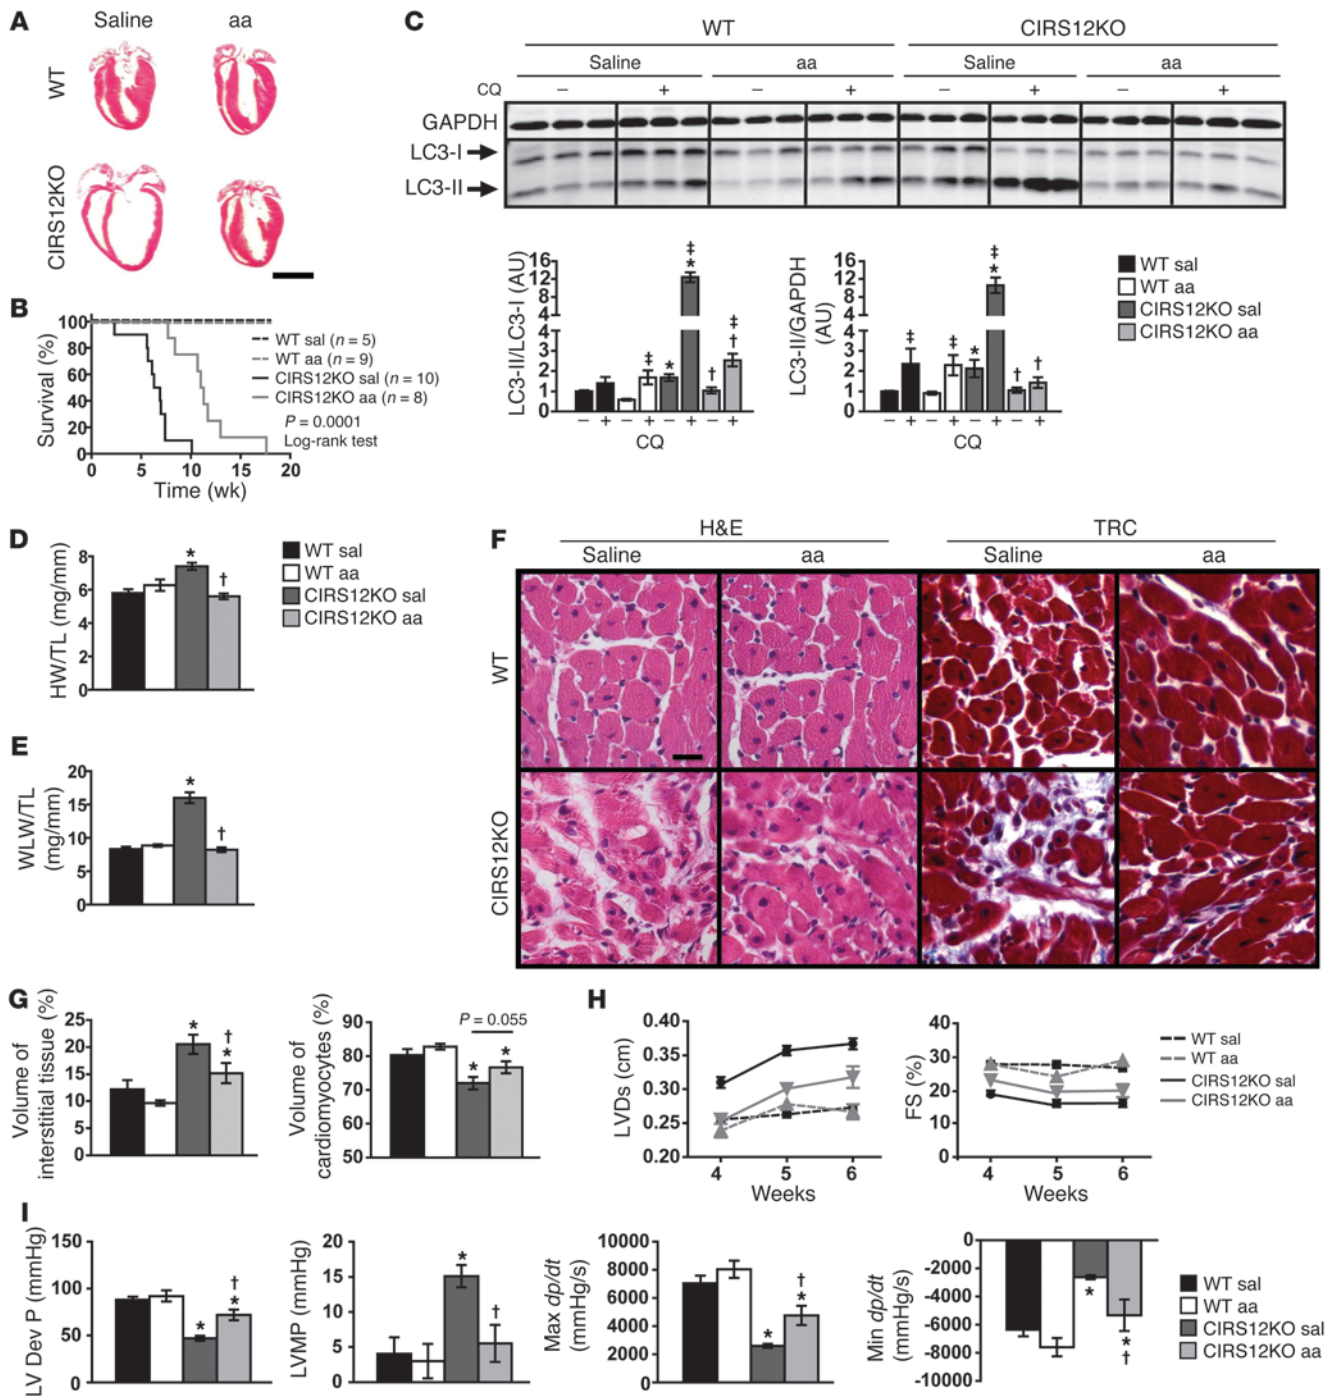 A
Saline
aa
WT
CIRS12KO
B
Survival (%)
100
80
60
40
20
0
0 5 10 15 20
Time (wk)
WT sal (n = 5)
WT aa (n = 9)
CIRS12KO sal (n = 10)
CIRS12KO aa (n = 8)
P = 0.0001
Log-rank test
C
WT CIRS12KO
Saline aa Saline aa
CQ − + − + − + − +
GAPDH
LC3-I
LC3-II
LC3-II/LC3-I (AU)
16
12
8
4
3
2
1
0
‡ ‡ * * † ‡ †
− + − + − + − +
CQ
LC3-II/GAPDH
(AU)
16
12
8
4
3
2
1
0
‡ ‡ * ‡ * † †
− + − + − + − +
CQ
WT sal
WT aa
CIRS12KO sal
CIRS12KO aa
D
HW/TL (mg/mm)
8
6
4
2
0
* †
WT sal
WT aa
CIRS12KO sal
CIRS12KO aa
E
WLW/TL
(mg/mm)
20
15
10
5
0
* †
F
H&E TRC
Saline aa Saline aa
WT
CIRS12KO
G
Volume of
interstitial tissue (%)
25
20
15
10
5
0
* † *
Volume of
cardiomyocytes (%)
90
80
70
60
50
P = 0.055
* *
H
LVDs (cm)
0.40
0.35
0.30
0.25
0.20
4 5 6
Weeks
FS (%)
40
30
20
10
0
4 5 6
Weeks
WT sal
WT aa
CIRS12KO sal
CIRS12KO aa
I
LV Dev P (mmHg)
150
100
50
0
* † *
LVMP (mmHg)
20
15
10
5
0
* †
Max dp/dt
(mmHg/s)
10000
8000
6000
4000
2000
0
* † *
Min dp/dt
(mmHg/s)
0
-2000
-4000
-6000
-8000
-10000
* * †
WT sal
WT aa
CIRS12KO sal
CIRS12KO aa